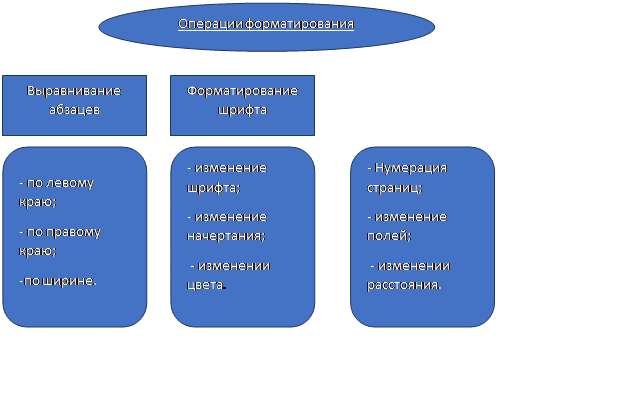 Операции форматирования
Выравнивание
абзацев
Форматирование
шрифта
- по левому
краю;
- по правому
краю;
-по ширине.
- изменение
шрифта;
- изменение
начертания;
- изменении
цвета.
- Нумерация
страниц;
- изменение
полей;
- изменении
расстояния.